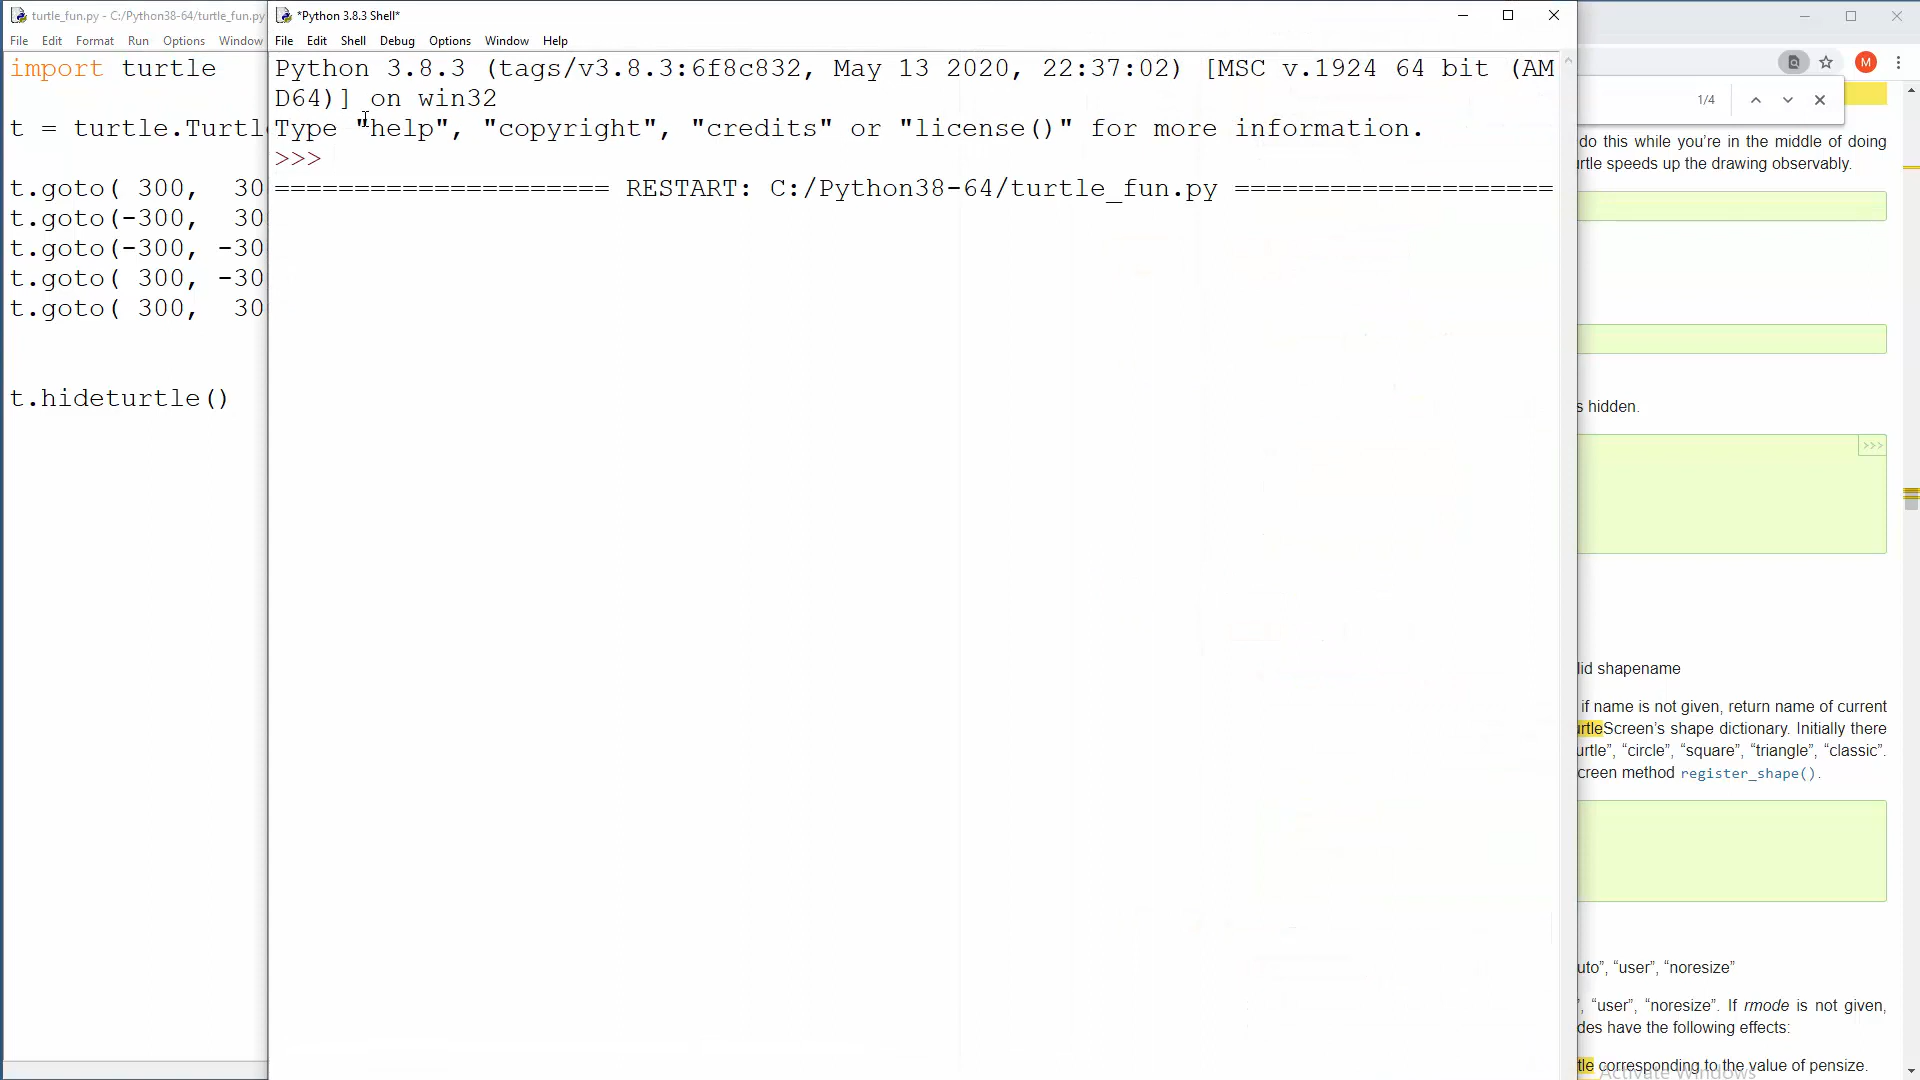 turtle_fun.py - C:/Python38-64/turtle_fun.py
File Edit Format Run Options Window
import turtle
t = turtle.Turtl
t.goto( 300,  30
t.goto(-300,  30
t.goto(-300, -30
t.goto( 300, -30
t.goto( 300,  30
t.hideturtle()
*Python 3.8.3 Shell*
File Edit Shell Debug Options Window Help
Python 3.8.3 (tags/v3.8.3:6f8c832, May 13 2020, 22:37:02) [MSC v.1924 64 bit (AM
D64)] on win32
Type "help", "copyright", "credits" or "license()" for more information.
>>>
===================== RESTART: C:/Python38-64/turtle_fun.py ====================
M
1/4
do this while you're in the middle of doing
rtle speeds up the drawing observably.
s hidden.
>>>
lid shapename
if name is not given, return name of current
urtleScreen's shape dictionary. Initially there
urtle”, “circle”, “square”, “triangle”, “classic”.
creen method register_shape().
uto”, “user”, “noresize”
”, “user”, “noresize”. If rmode is not given,
des have the following effects:
tle corresponding to the value of pensize.
Activate Windows